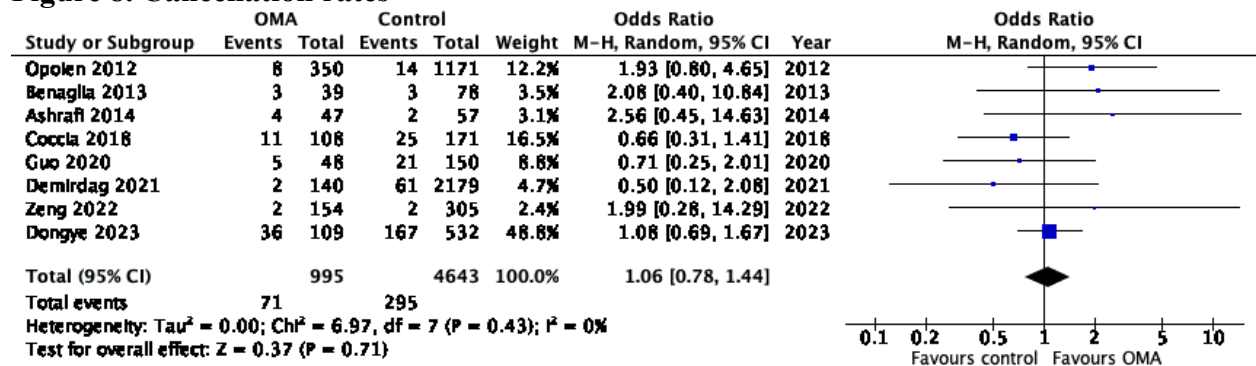 Figure 8: Cancellation rates
OMA Control Odds Ratio Odds Ratio
Study or Subgroup Events Total Events Total Weight M-H, Random, 95% CI Year M-H, Random, 95% CI
Opolen 2012 8 350 14 1171 12.2% 1.93 [0.80, 4.65] 2012
Benaglia 2013 3 39 3 78 3.5% 2.08 [0.40, 10.84] 2013
Ashrafi 2014 4 47 2 57 3.1% 2.56 [0.45, 14.63] 2014
Coccia 2018 11 108 25 171 16.5% 0.66 [0.31, 1.41] 2018
Guo 2020 5 48 21 150 8.8% 0.71 [0.25, 2.01] 2020
Demirdag 2021 2 140 61 2179 4.7% 0.50 [0.12, 2.08] 2021
Zeng 2022 2 154 2 305 2.4% 1.99 [0.28, 14.29] 2022
Dongye 2023 36 109 167 532 48.8% 1.08 [0.69, 1.67] 2023
Total (95% CI) 995 4643 100.0% 1.06 [0.78, 1.44]
Total events 71 295
Heterogeneity: Tau² = 0.00; Chi² = 6.97, df = 7 (P = 0.43); I² = 0%
Test for overall effect: Z = 0.37 (P = 0.71)
0.1 0.2 0.5 1 2 5 10
Favours control Favours OMA